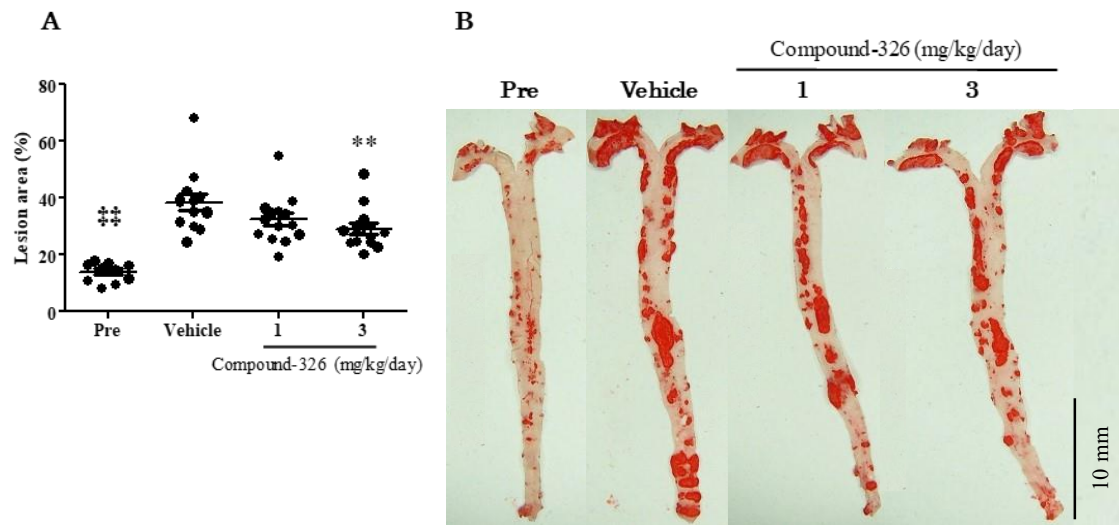 A
Lesion area (%)
80
60
40
20
0
‡‡
**
Pre
Vehicle
1
3
Compound-326 (mg/kg/day)
B
Compound-326 (mg/kg/day)
Pre
Vehicle
1
3
10 mm